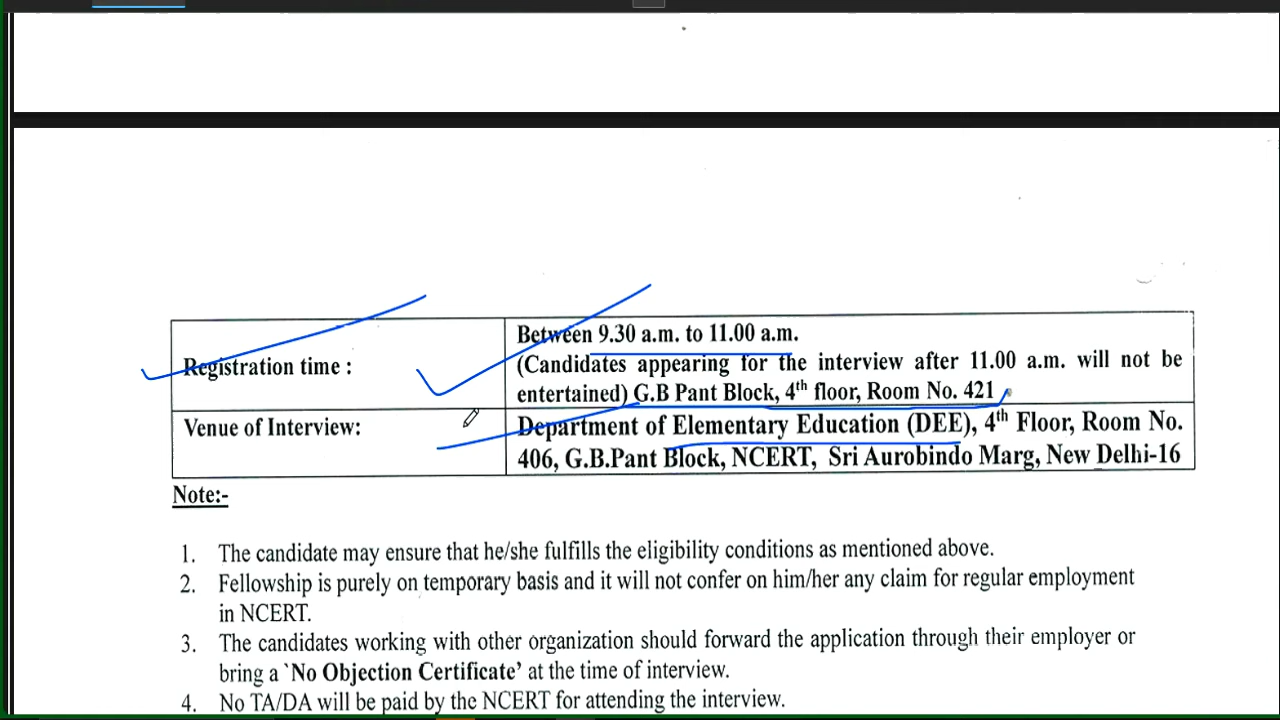 Registration time :
Between 9.30 a.m. to 11.00 a.m.
(Candidates appearing for the interview after 11.00 a.m. will not be
entertained) G.B Pant Block, 4th floor, Room No. 421
Venue of Interview:
Department of Elementary Education (DEE), 4th Floor, Room No.
406, G.B.Pant Block, NCERT, Sri Aurobindo Marg, New Delhi-16
Note:-
1. The candidate may ensure that he/she fulfills the eligibility conditions as mentioned above.
2. Fellowship is purely on temporary basis and it will not confer on him/her any claim for regular employment
in NCERT.
3. The candidates working with other organization should forward the application through their employer or
bring a `No Objection Certificate' at the time of interview.
4. No TA/DA will be paid by the NCERT for attending the interview.